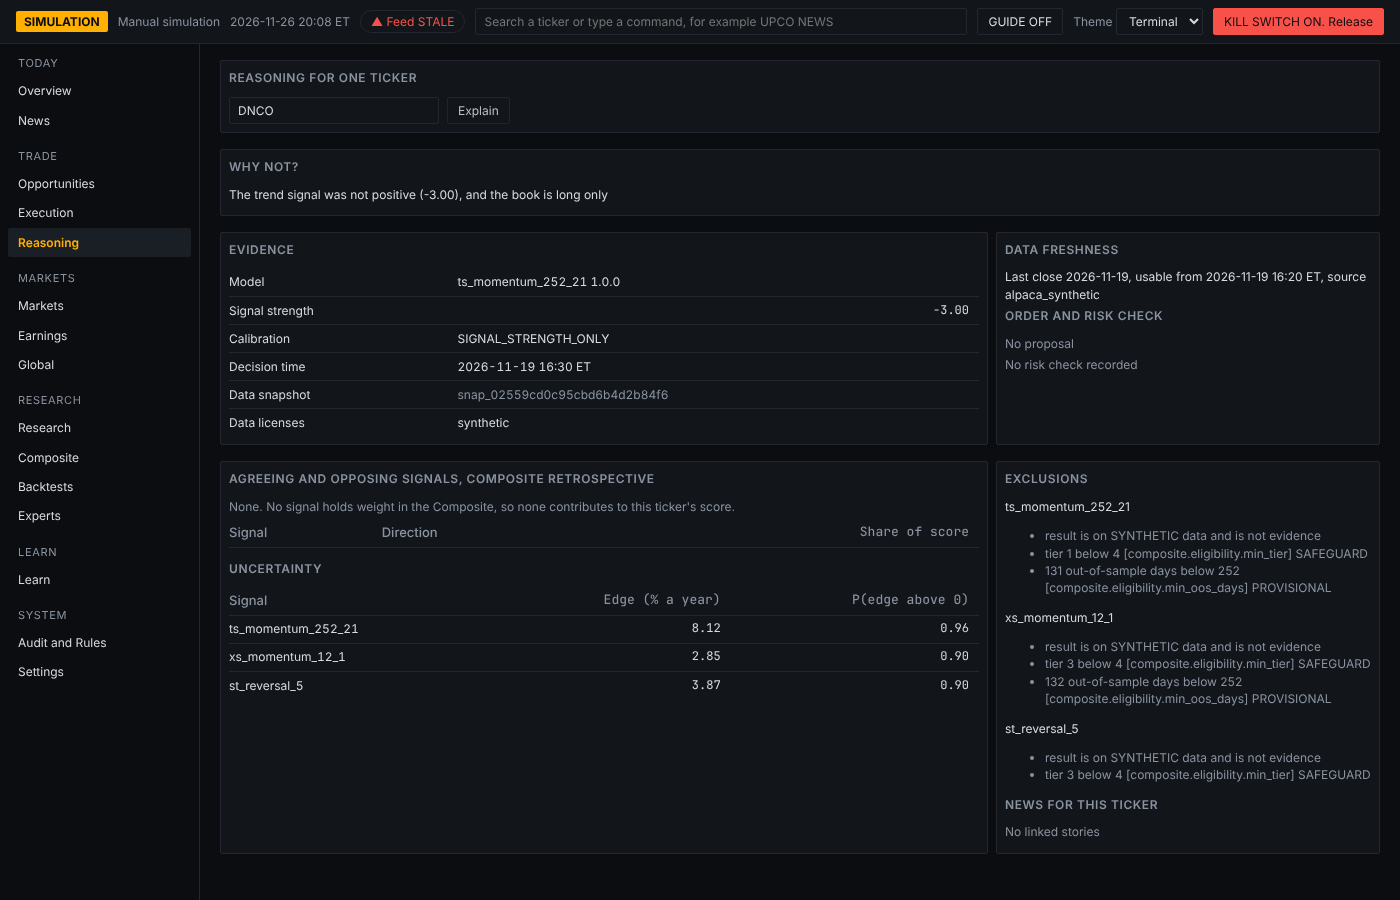 SIMULATION Manual simulation 2026-11-26 20:08 ET ▲ Feed STALE Search a ticker or type a command, for example UPCO NEWS GUIDE OFF Theme Terminal KILL SWITCH ON. Release
TODAY
Overview
News
TRADE
Opportunities
Execution
Reasoning
MARKETS
Markets
Earnings
Global
RESEARCH
Research
Composite
Backtests
Experts
LEARN
Learn
SYSTEM
Audit and Rules
Settings
REASONING FOR ONE TICKER
DNCO Explain
WHY NOT?
The trend signal was not positive (-3.00), and the book is long only
EVIDENCE
Model ts_momentum_252_21 1.0.0
Signal strength -3.00
Calibration SIGNAL_STRENGTH_ONLY
Decision time 2026-11-19 16:30 ET
Data snapshot snap_02559cd0c95cbd6b4d2b84f6
Data licenses synthetic
DATA FRESHNESS
Last close 2026-11-19, usable from 2026-11-19 16:20 ET, source
alpaca_synthetic
ORDER AND RISK CHECK
No proposal
No risk check recorded
AGREEING AND OPPOSING SIGNALS, COMPOSITE RETROSPECTIVE
None. No signal holds weight in the Composite, so none contributes to this ticker's score.
Signal Direction Share of score
UNCERTAINTY
Signal Edge (% a year) P(edge above 0)
ts_momentum_252_21 8.12 0.96
xs_momentum_12_1 2.85 0.90
st_reversal_5 3.87 0.90
EXCLUSIONS
ts_momentum_252_21
• result is on SYNTHETIC data and is not evidence
• tier 1 below 4 [composite.eligibility.min_tier] SAFEGUARD
• 131 out-of-sample days below 252
[composite.eligibility.min_oos_days] PROVISIONAL
xs_momentum_12_1
• result is on SYNTHETIC data and is not evidence
• tier 3 below 4 [composite.eligibility.min_tier] SAFEGUARD
• 132 out-of-sample days below 252
[composite.eligibility.min_oos_days] PROVISIONAL
st_reversal_5
• result is on SYNTHETIC data and is not evidence
• tier 3 below 4 [composite.eligibility.min_tier] SAFEGUARD
NEWS FOR THIS TICKER
No linked stories